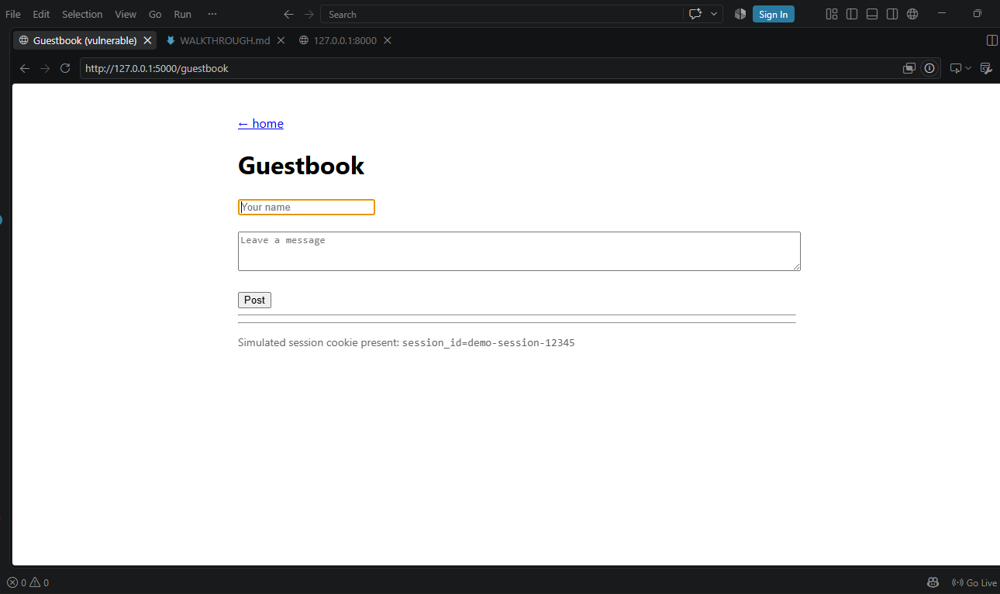 File Edit Selection View Go Run ··· Search Sign In
Guestbook (vulnerable) WALKTHROUGH.md 127.0.0.1:8000
http://127.0.0.1:5000/guestbook
← home
Guestbook
Your name
Leave a message
Post
Simulated session cookie present: session_id=demo-session-12345
0 0 Go Live